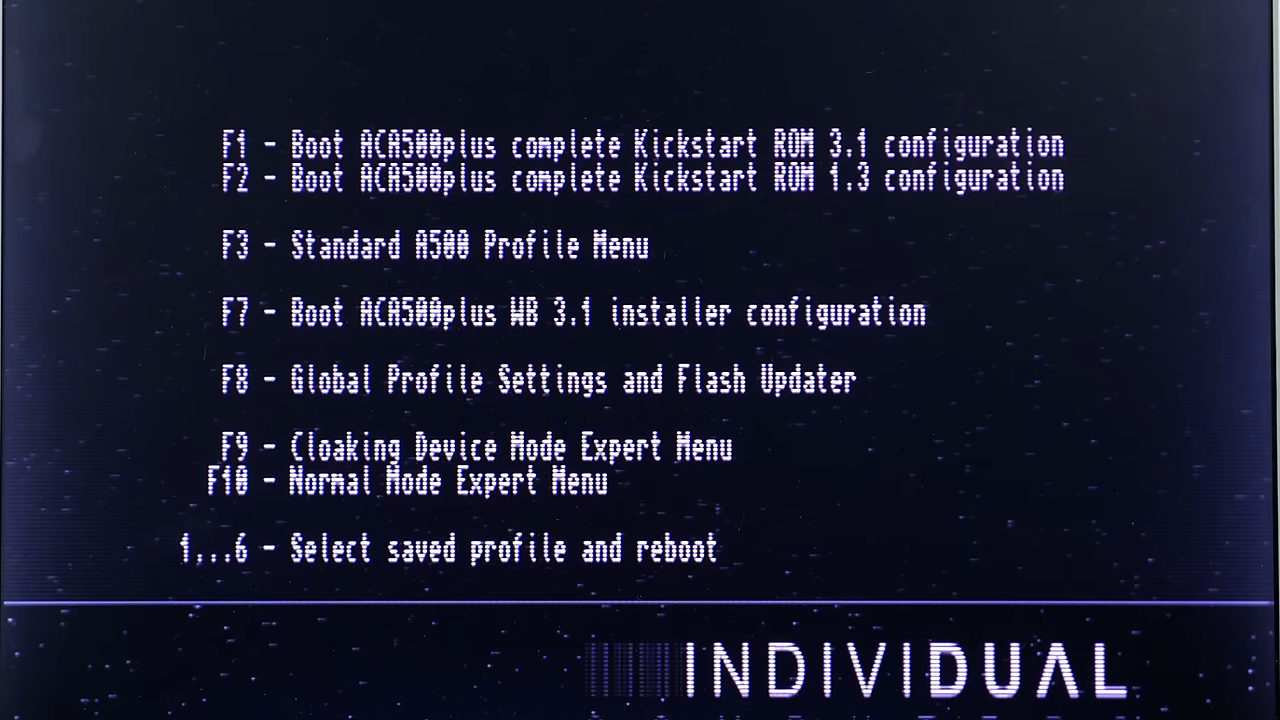 F1 - Boot ACA500plus complete Kickstart ROM 3.1 configuration
F2 - Boot ACA500plus complete Kickstart ROM 1.3 configuration
F3 - Standard A500 Profile Menu
F7 - Boot ACA500plus WB 3.1 installer configuration
F8 - Global Profile Settings and Flash Updater
F9 - Cloaking Device Mode Expert Menu
F10 - Normal Mode Expert Menu
1...6 - Select saved profile and reboot
INDIVIDUAL